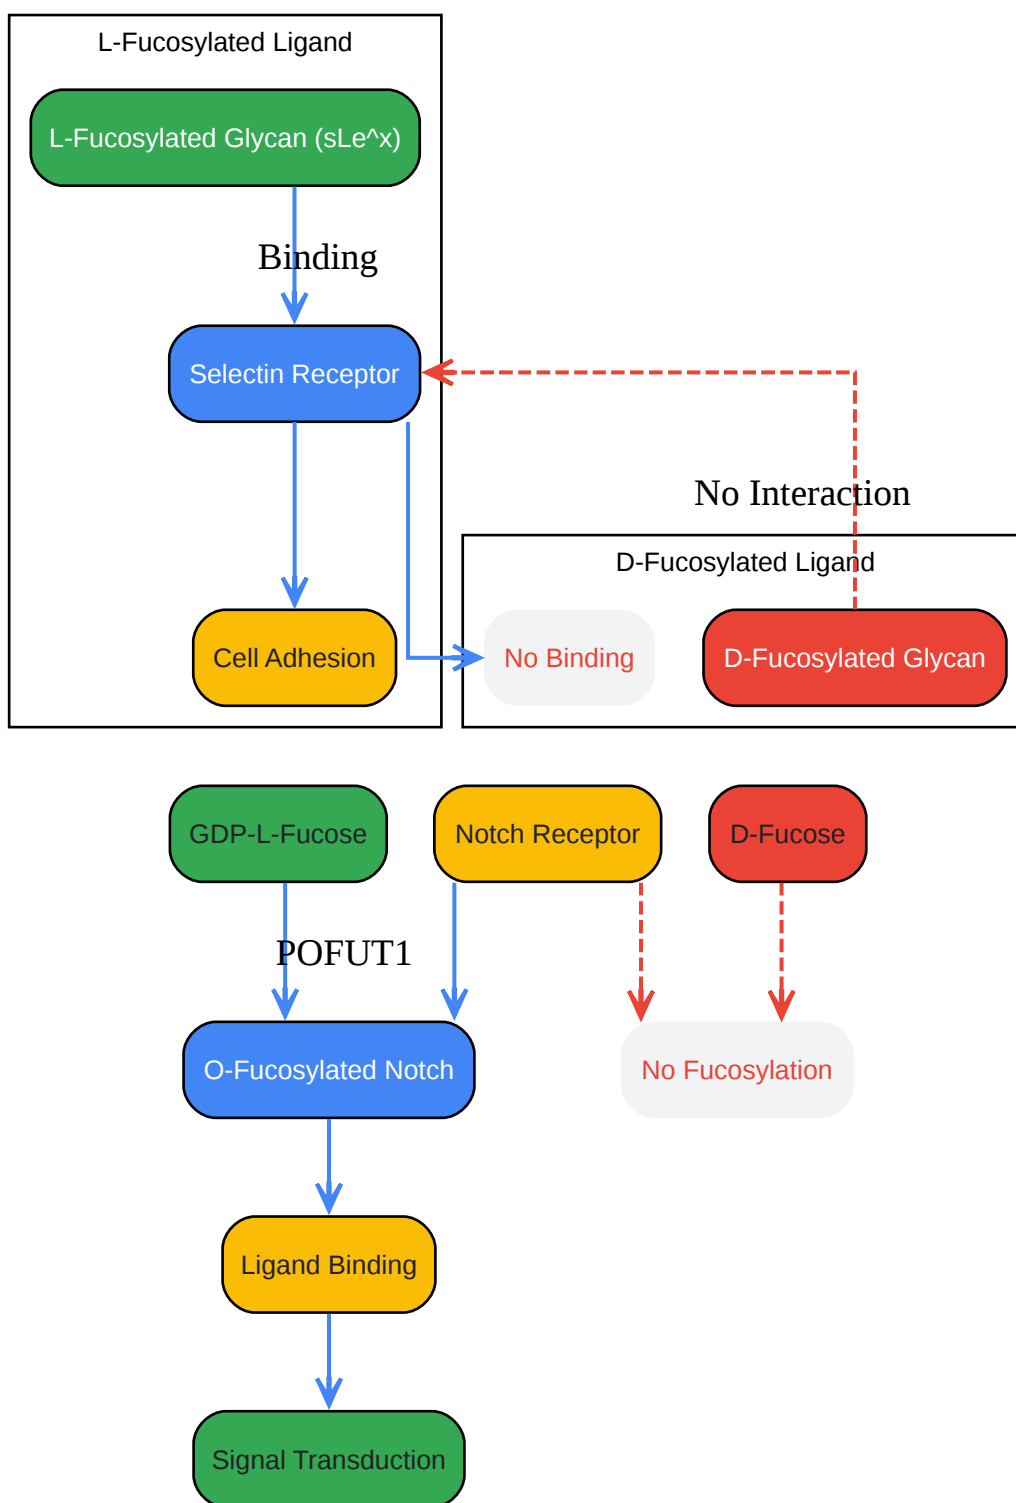 L-Fucosylated Ligand
L-Fucosylated Glycan (sLe^x)
Binding
Selectin Receptor
No Interaction
D-Fucosylated Ligand
Cell Adhesion
No Binding
D-Fucosylated Glycan
GDP-L-Fucose
Notch Receptor
D-Fucose
POFUT1
O-Fucosylated Notch
No Fucosylation
Ligand Binding
Signal Transduction